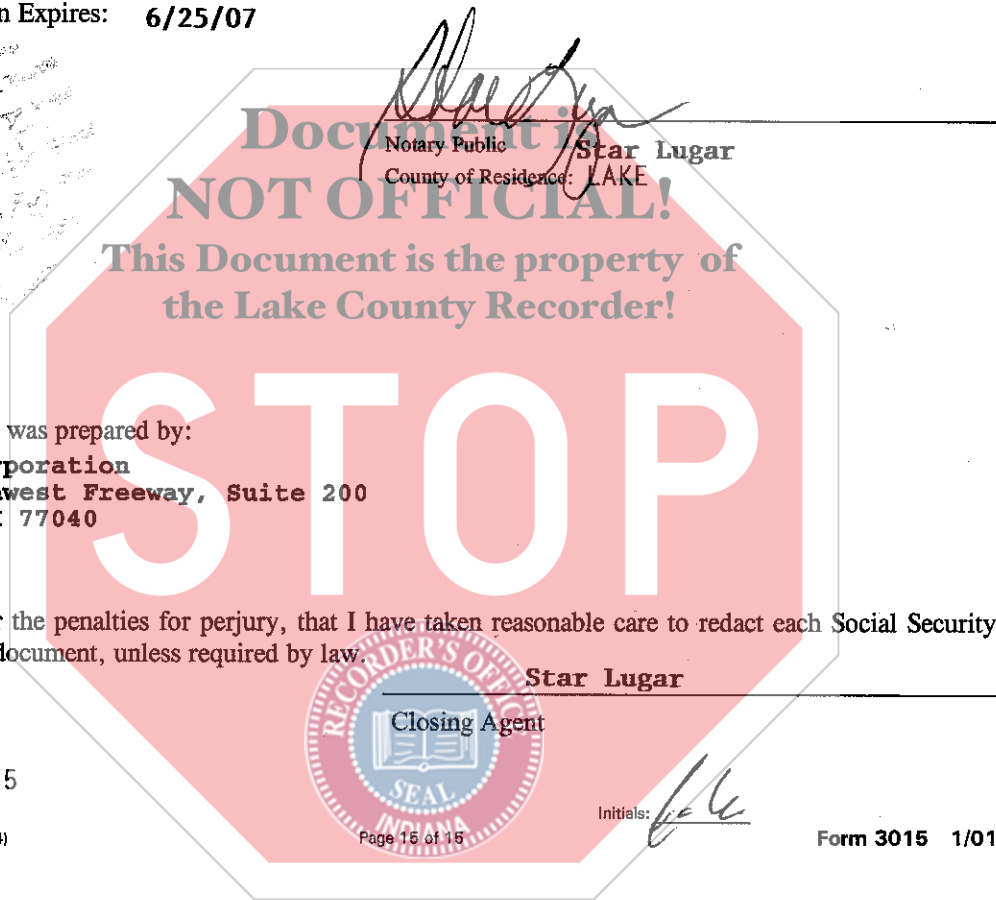 n Expires: 6/25/07
Document is
Notary Public Star Lugar
County of Residence: LAKE
NOT OFFICIAL!
This Document is the property of
the Lake County Recorder!
STOP
was prepared by:
poration
west Freeway, Suite 200
77040
the penalties for perjury, that I have taken reasonable care to redact each Social Security
document, unless required by law.
Star Lugar
Closing Agent
RECORDER'S OFFICE
SEAL
INDIANA
5
Initials:
4)
Page 15 of 15
Form 3015 1/01